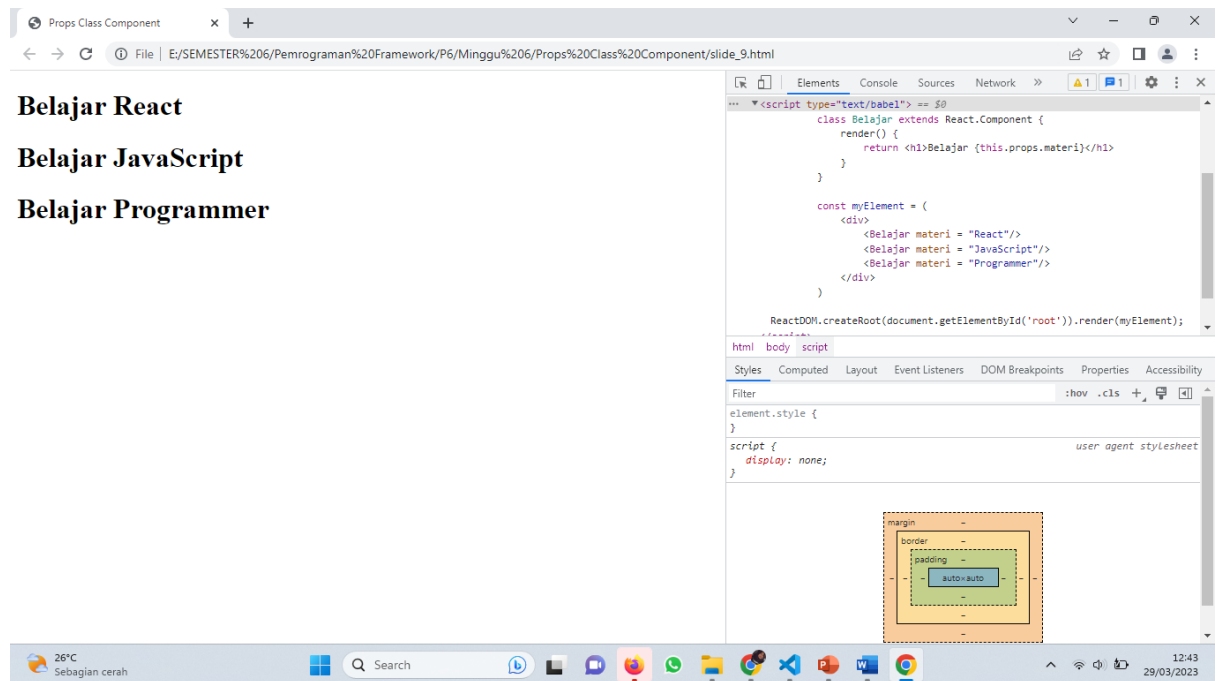 Props Class Component
File | E:/SEMESTER%206/Pemrograman%20Framework/P6/Minggu%206/Props%20Class%20Component/slide_9.html
Belajar React
Belajar JavaScript
Belajar Programmer
Elements Console Sources Network » 1 1
<script type="text/babel"> == $0
class Belajar extends React.Component {
render() {
return <h1>Belajar {this.props.materi}</h1>
}
}
const myElement = (
<div>
<Belajar materi = "React"/>
<Belajar materi = "JavaScript"/>
<Belajar materi = "Programmer"/>
</div>
)
ReactDOM.createRoot(document.getElementById('root')).render(myElement);
html body script
Styles Computed Layout Event Listeners DOM Breakpoints Properties Accessibility
Filter :hov .cls +
element.style {
}
script { user agent stylesheet
display: none;
}
margin -
border -
padding -
- - - auto×auto - - -
-
-
-
26°C
Sebagian cerah
Search
12:43
29/03/2023